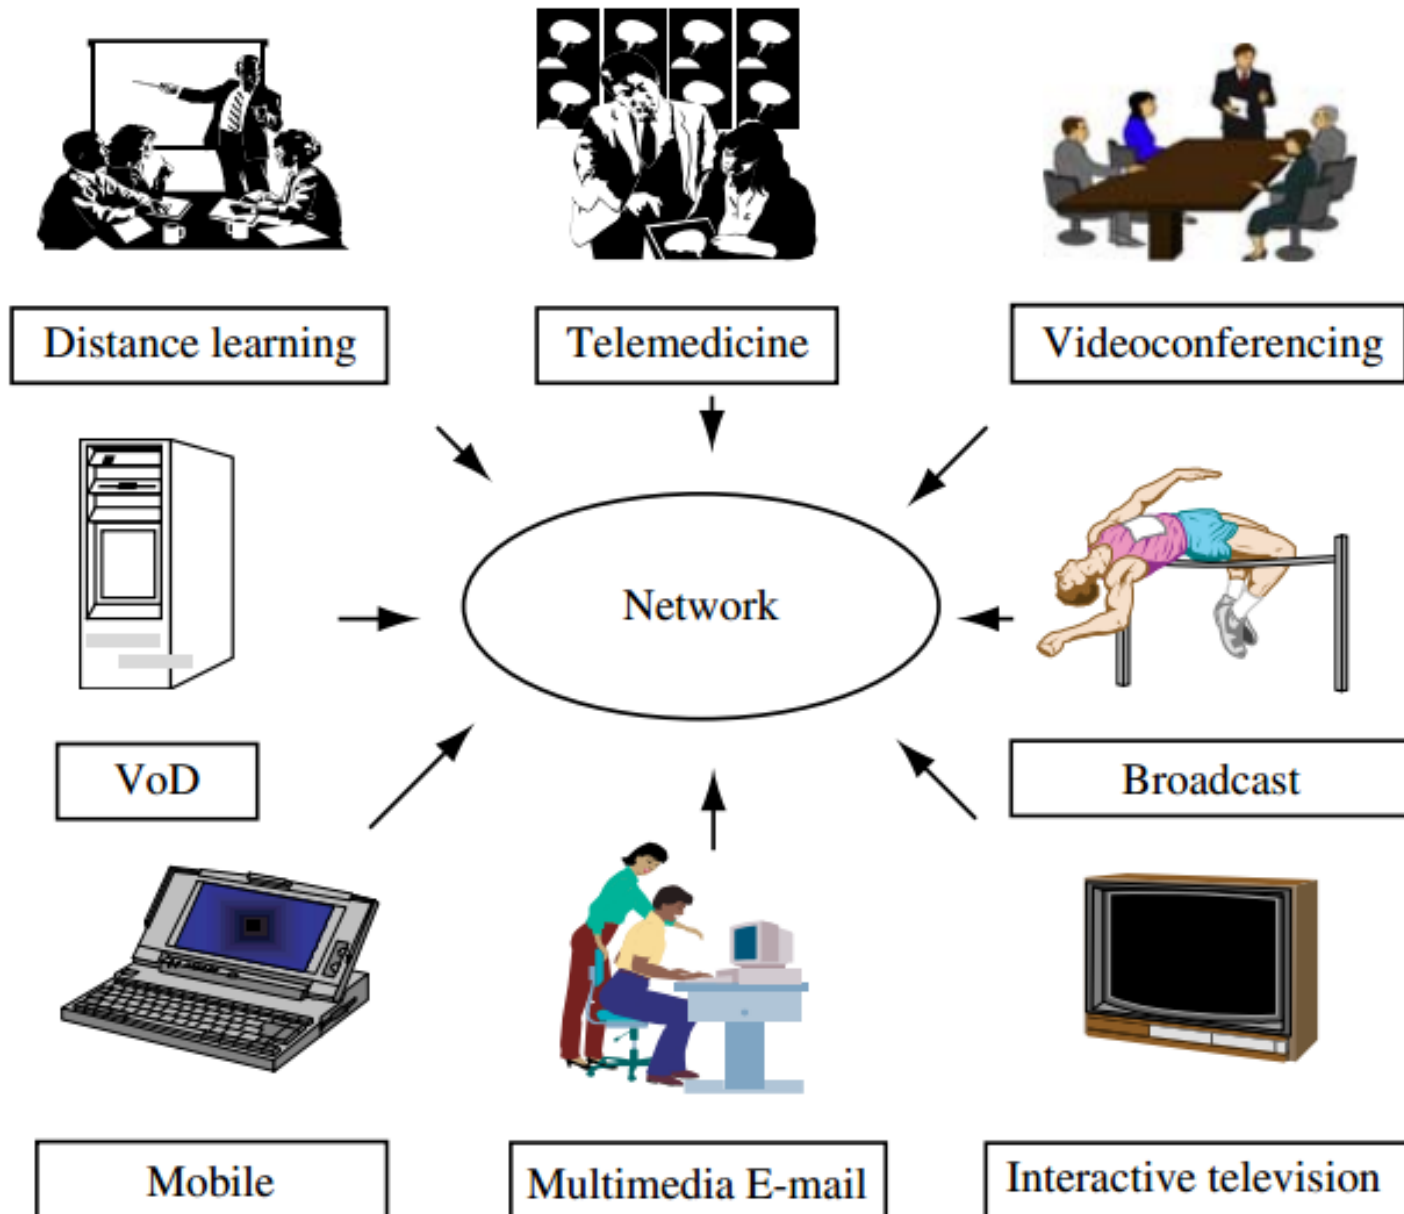 Distance learning
Telemedicine
Videoconferencing
Network
VoD
Broadcast
Mobile
Multimedia E-mail
Interactive television